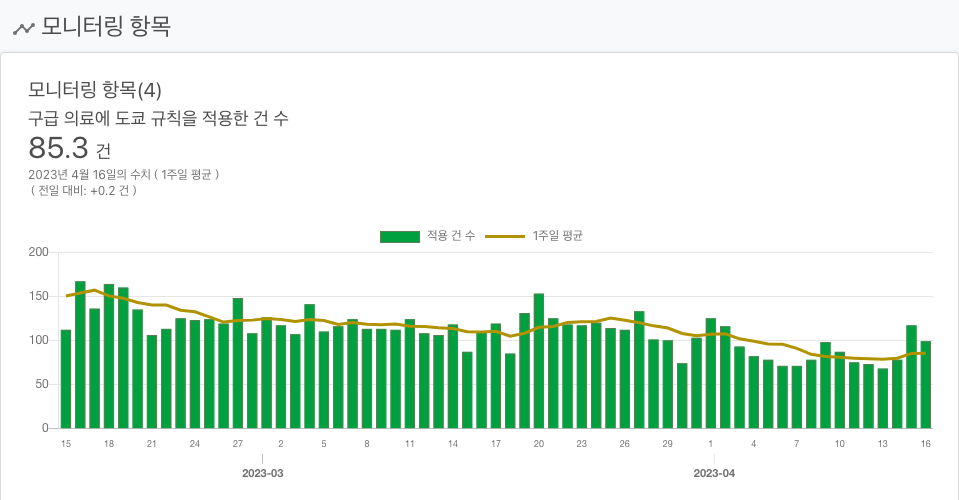 모니터링 항목
모니터링 항목(4)
구급 의료에 도쿄 규칙을 적용한 건 수
85.3 건
2023년 4월 16일의 수치 ( 1주일 평균 )
( 전일 대비: +0.2 건 )
적용 건 수 1주일 평균
200
150
100
50
0
15 18 21 24 27 2 5 8 11 14 17 20 23 26 29 1 4 7 10 13 16
2023-03 2023-04